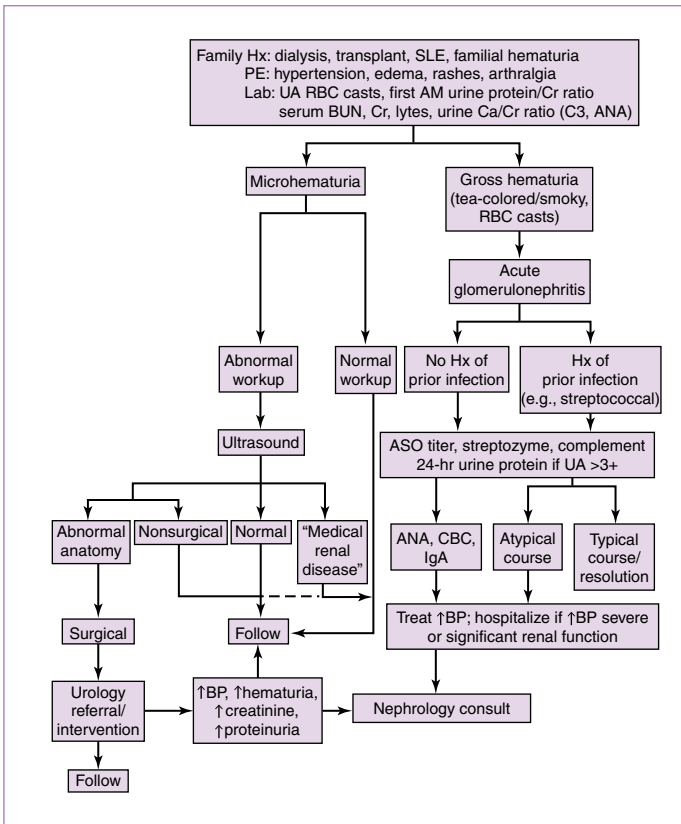 Family Hx: dialysis, transplant, SLE, familial hematuria
PE: hypertension, edema, rashes, arthralgia
Lab: UA RBC casts, first AM urine protein/Cr ratio
serum BUN, Cr, lytes, urine Ca/Cr ratio (C3, ANA)
Microhematuria
Gross hematuria
(tea-colored/smoky,
RBC casts)
Acute
glomerulonephritis
Abnormal
workup
Normal
workup
No Hx of
prior infection
Hx of
prior infection
(e.g., streptococcal)
Ultrasound
ASO titer, streptozyme, complement
24-hr urine protein if UA >3+
Abnormal
anatomy
Nonsurgical
Normal
“Medical
renal
disease”
ANA, CBC,
IgA
Atypical
course
Typical
course/
resolution
Surgical
Follow
Treat ↑BP; hospitalize if ↑BP severe
or significant renal function
Urology
referral/
intervention
↑BP, ↑hematuria,
↑creatinine,
↑proteinuria
Nephrology consult
Follow